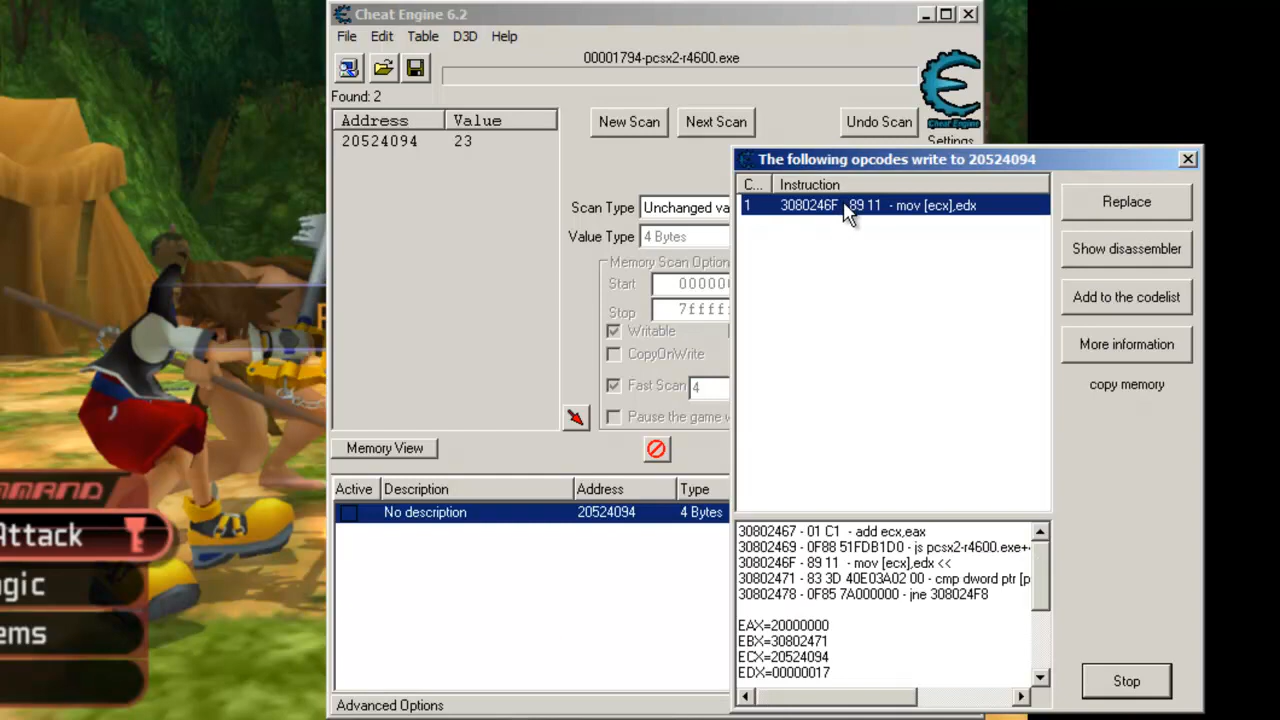 Cheat Engine 6.2
File Edit Table D3D Help
00001794-pcsx2-r4600.exe
Found: 2
Address Value
20524094 23
New Scan Next Scan Undo Scan
Cheat Engine
Settings
Scan Type Unchanged va
Value Type 4 Bytes
Memory Scan Optio
Start 00000
Stop 7ffff
Writable
CopyOnWrite
Fast Scan 4
Pause the game w
Memory View
Active Description Address Type
No description 20524094 4 Bytes
Advanced Options
The following opcodes write to 20524094
C... Instruction
1 3080246F - 89 11 - mov [ecx],edx
Replace
Show disassembler
Add to the codelist
More information
copy memory
30802467 - 01 C1 - add ecx,eax
30802469 - 0F88 51FDB1D0 - js pcsx2-r4600.exe+
3080246F - 89 11 - mov [ecx],edx <<
30802471 - 83 3D 40E03A02 00 - cmp dword ptr [p
30802478 - 0F85 7A000000 - jne 308024F8
EAX=20000000
EBX=30802471
ECX=20524094
EDX=00000017
Stop
MMAND
Attack
gic
ems